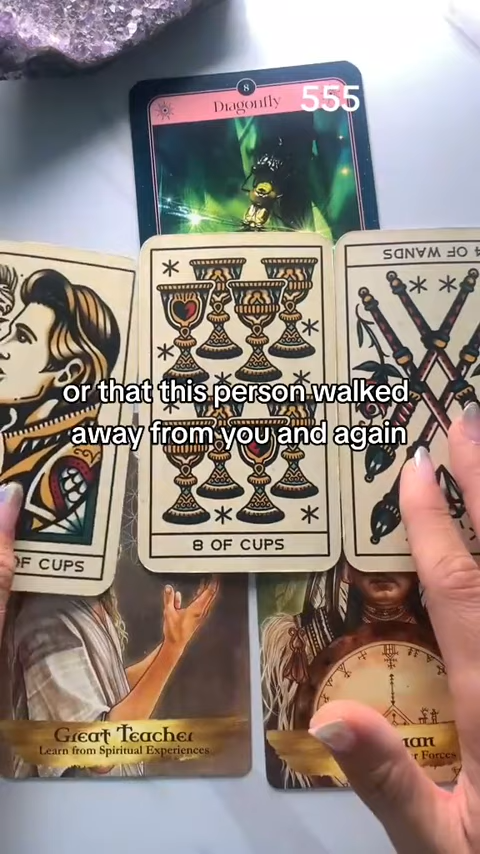 8
Dragonfly
555
4 OF WANDS
or that this person walked
away from you and again
OF CUPS
8 OF CUPS
Great Teacher
Learn from Spiritual Experiences
Forces